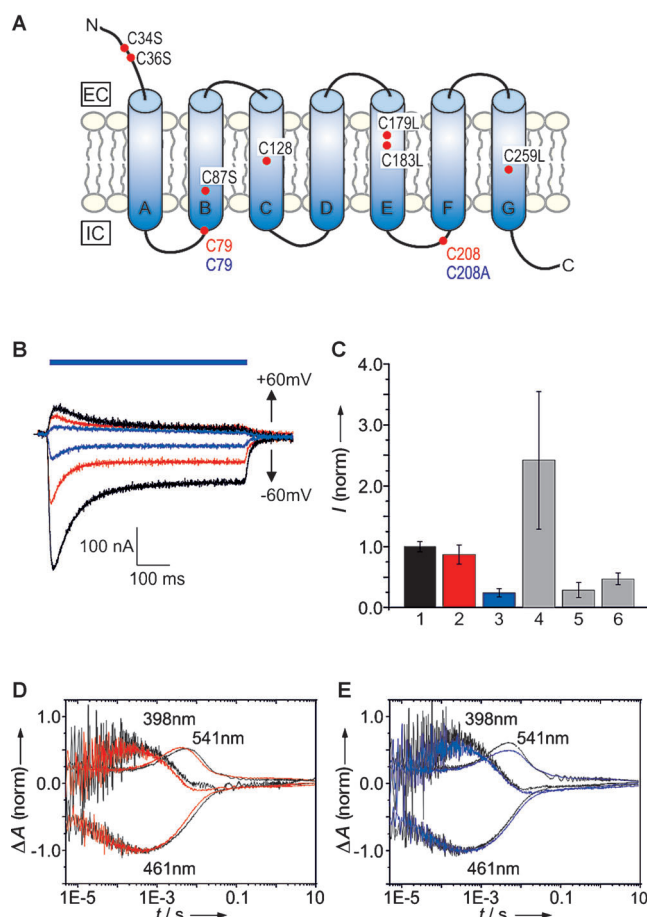 A
N
C34S
C36S
EC
C179L
C128
C183L
C259L
C87S
A B C D E F G
IC
C79
C208
C79
C208A
C
B
+60mV
-60mV
100 nA
100 ms
C
I (norm)
4.0
3.0
2.0
1.0
0.0
1 2 3 4 5 6
D
398nm
541nm
1.0
0.0
-1.0
ΔA (norm)
461nm
1E-5 1E-3 0.1 10
t / s
E
398nm
541nm
1.0
0.0
-1.0
ΔA (norm)
461nm
1E-5 1E-3 0.1 10
t / s